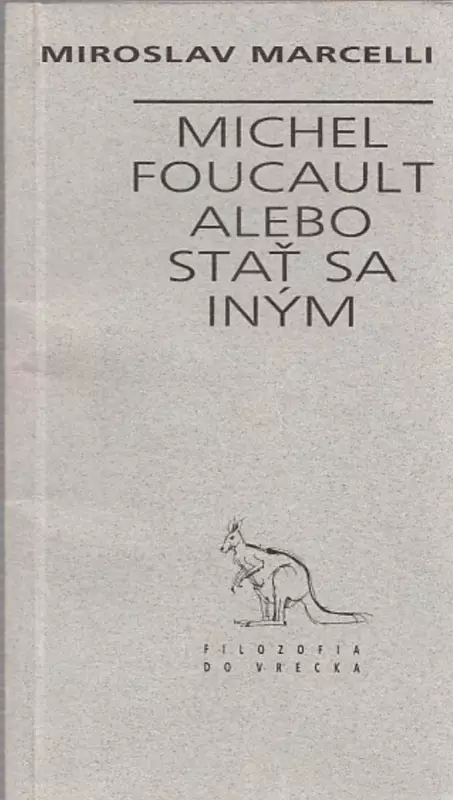 MIROSLAV MARCELLI
MICHEL
FOUCAULT
ALEBO
STAŤ SA
INÝM
FILOZOFIA
DO VRECKA